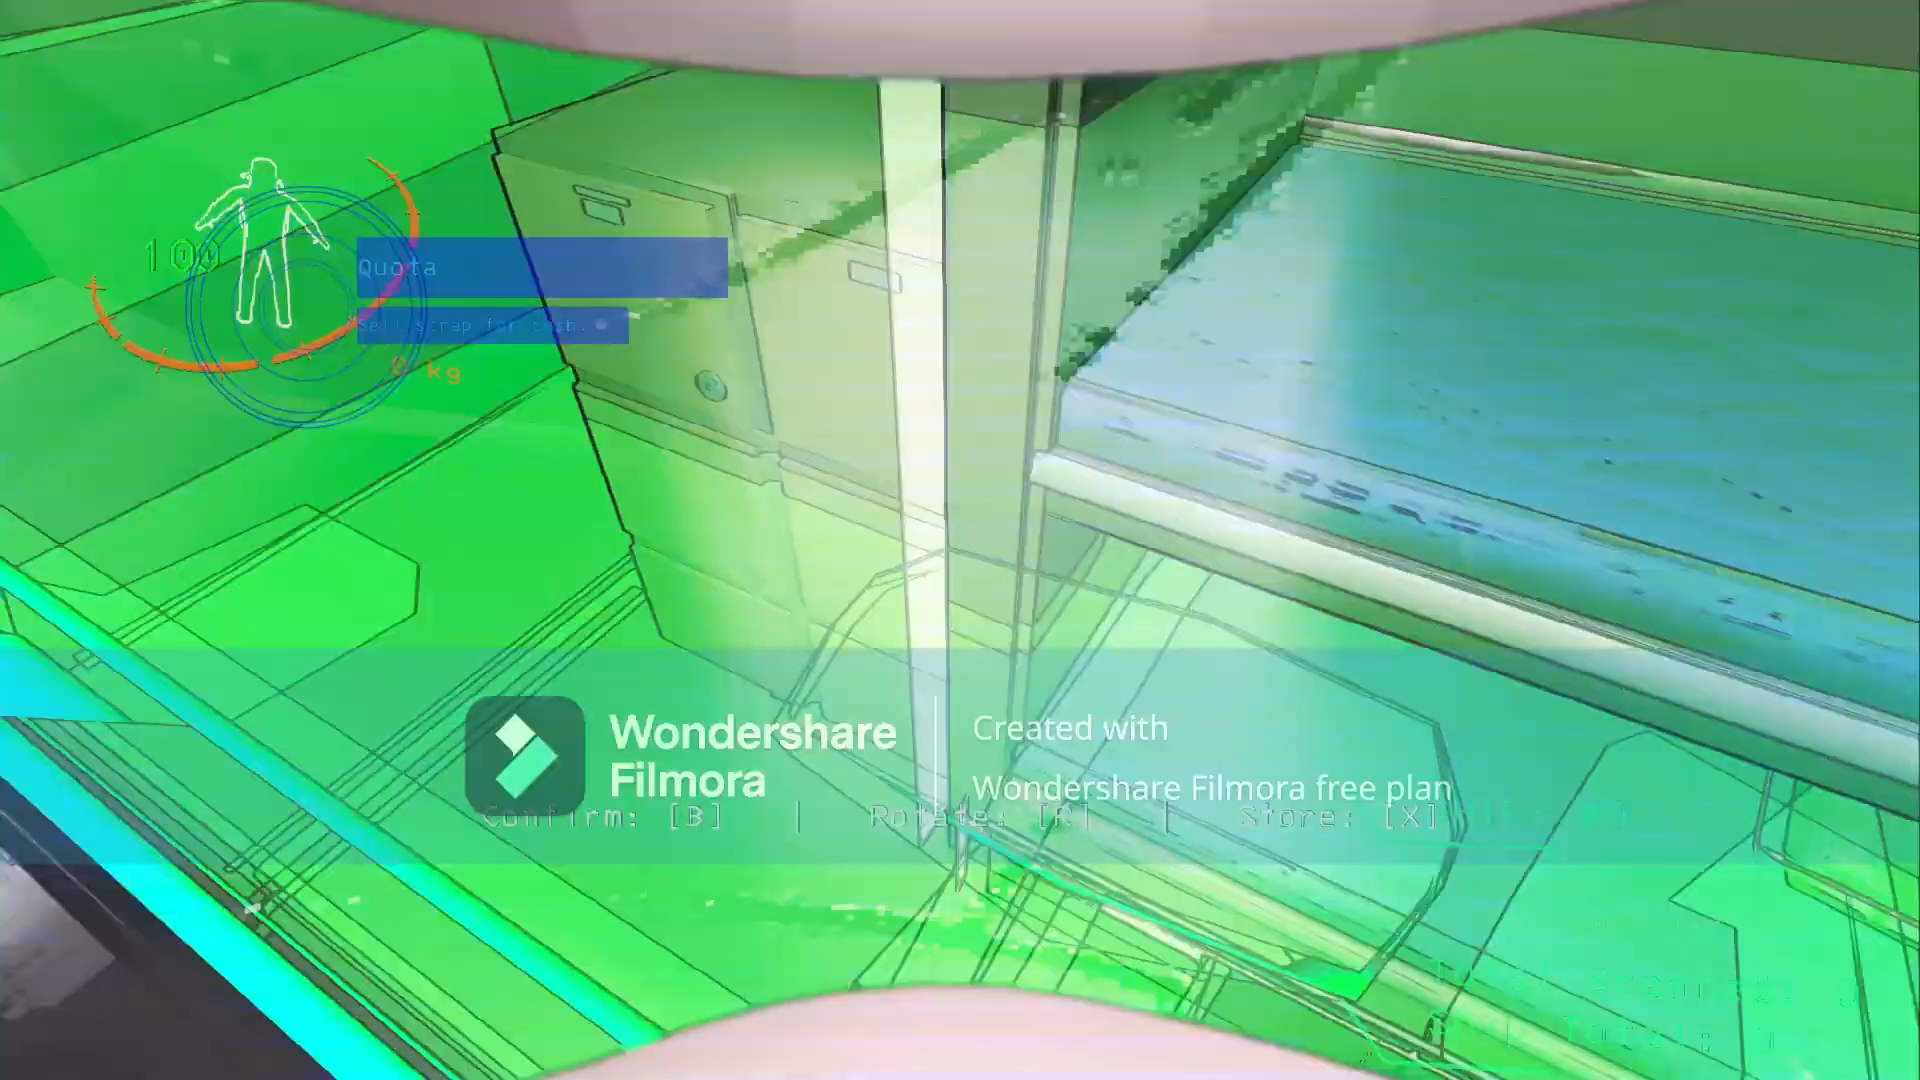 100
Quota
Sell scrap for cash.
0 kg
Wondershare
Filmora
Created with
Wondershare Filmora free plan
Confirm: [B] | Rotate: [R] | Store: [X]